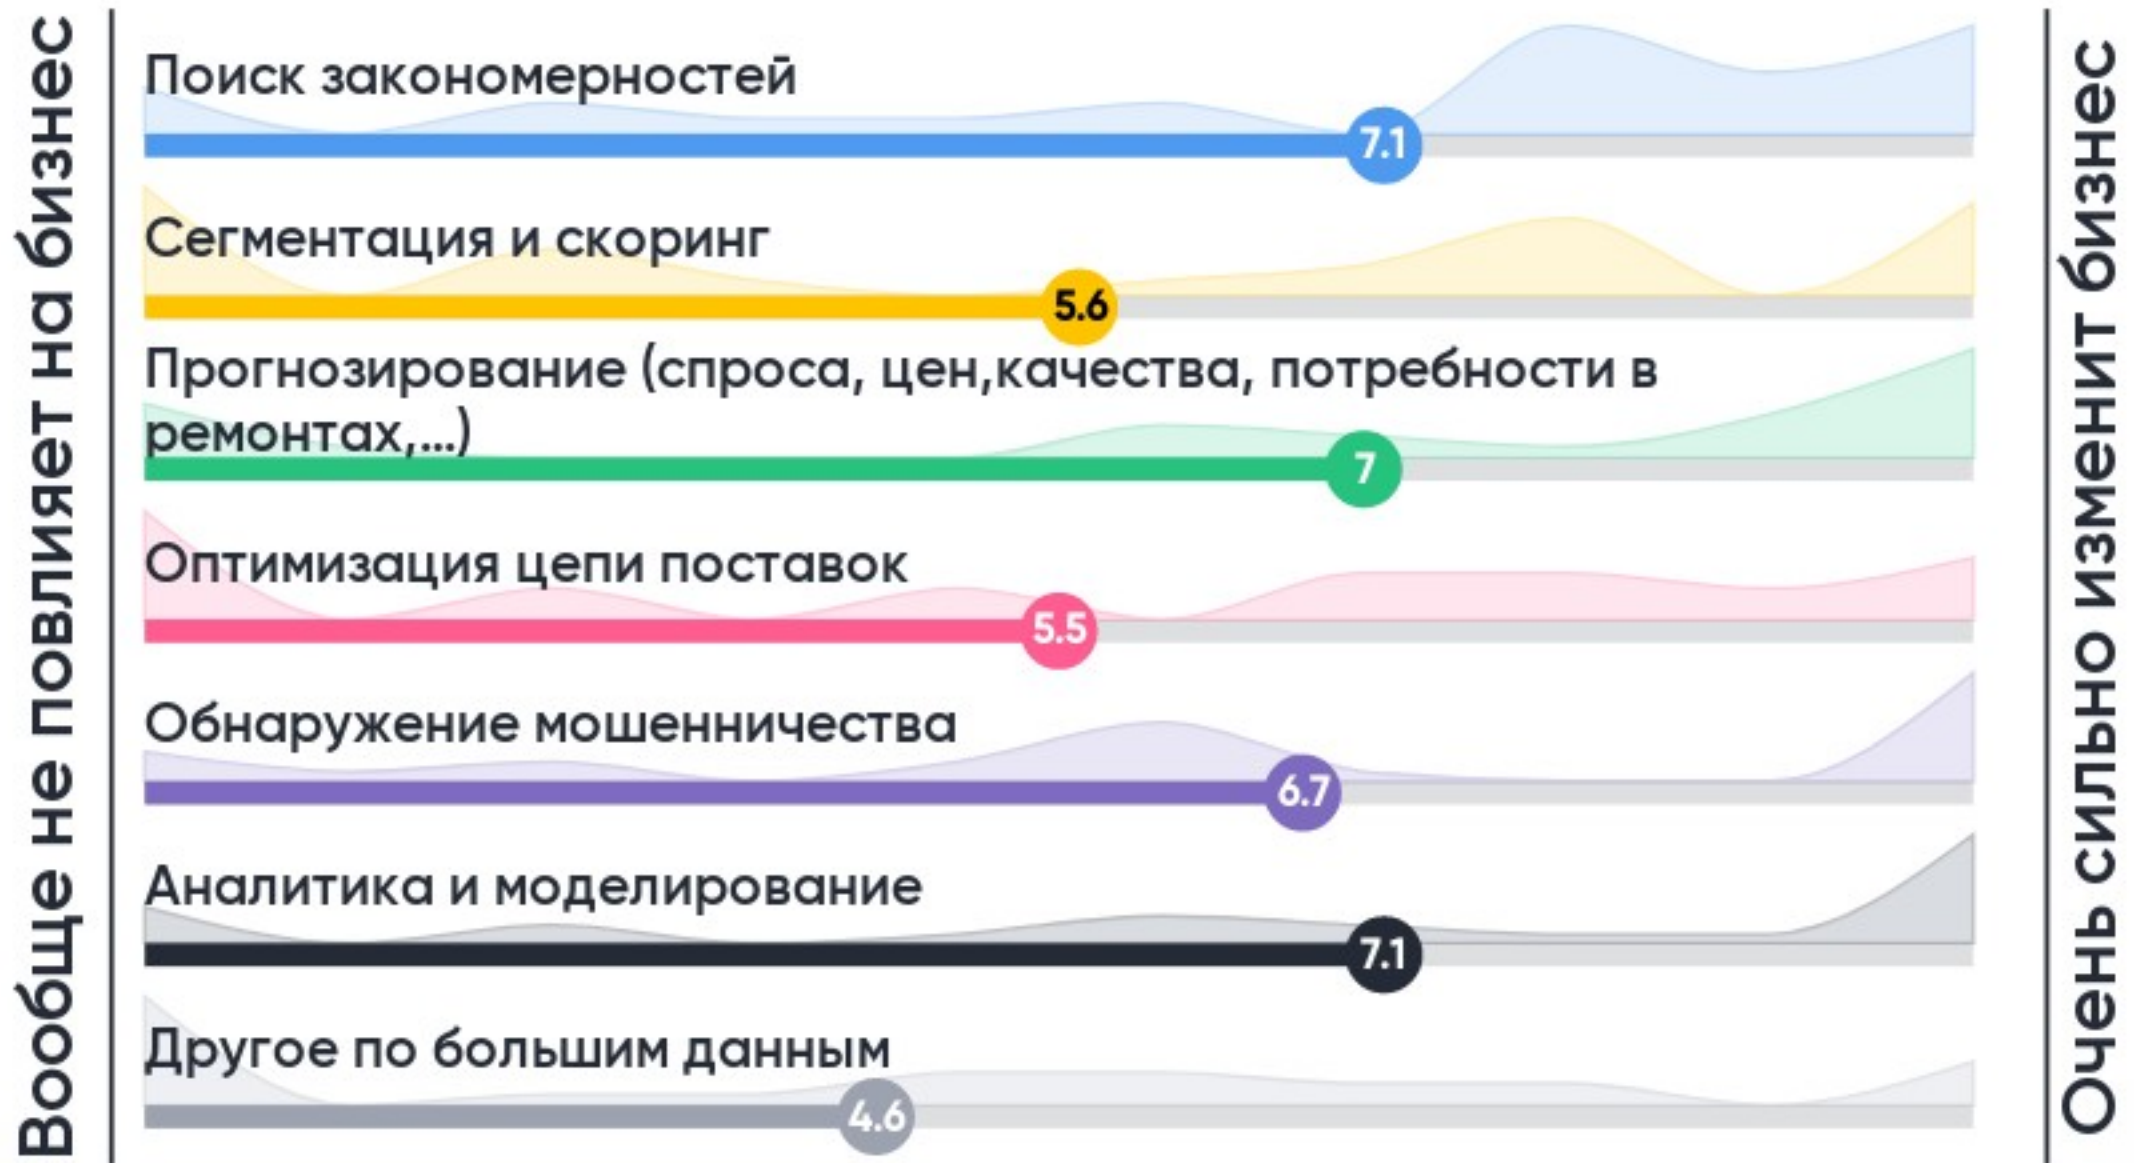 Вообще не повлияет на бизнес
Поиск закономерностей
7.1
Сегментация и скоринг
5.6
Прогнозирование (спроса, цен,качества, потребности в
ремонтах,...)
7
Оптимизация цепи поставок
5.5
Обнаружение мошенничества
6.7
Аналитика и моделирование
7.1
Другое по большим данным
4.6
Очень сильно изменит бизнес